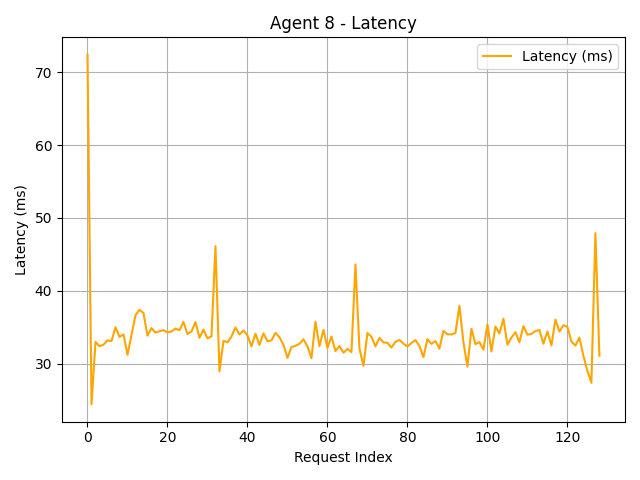 Agent 8 - Latency
Latency (ms)
70
60
50
40
30
Latency (ms)
0 20 40 60 80 100 120
Request Index